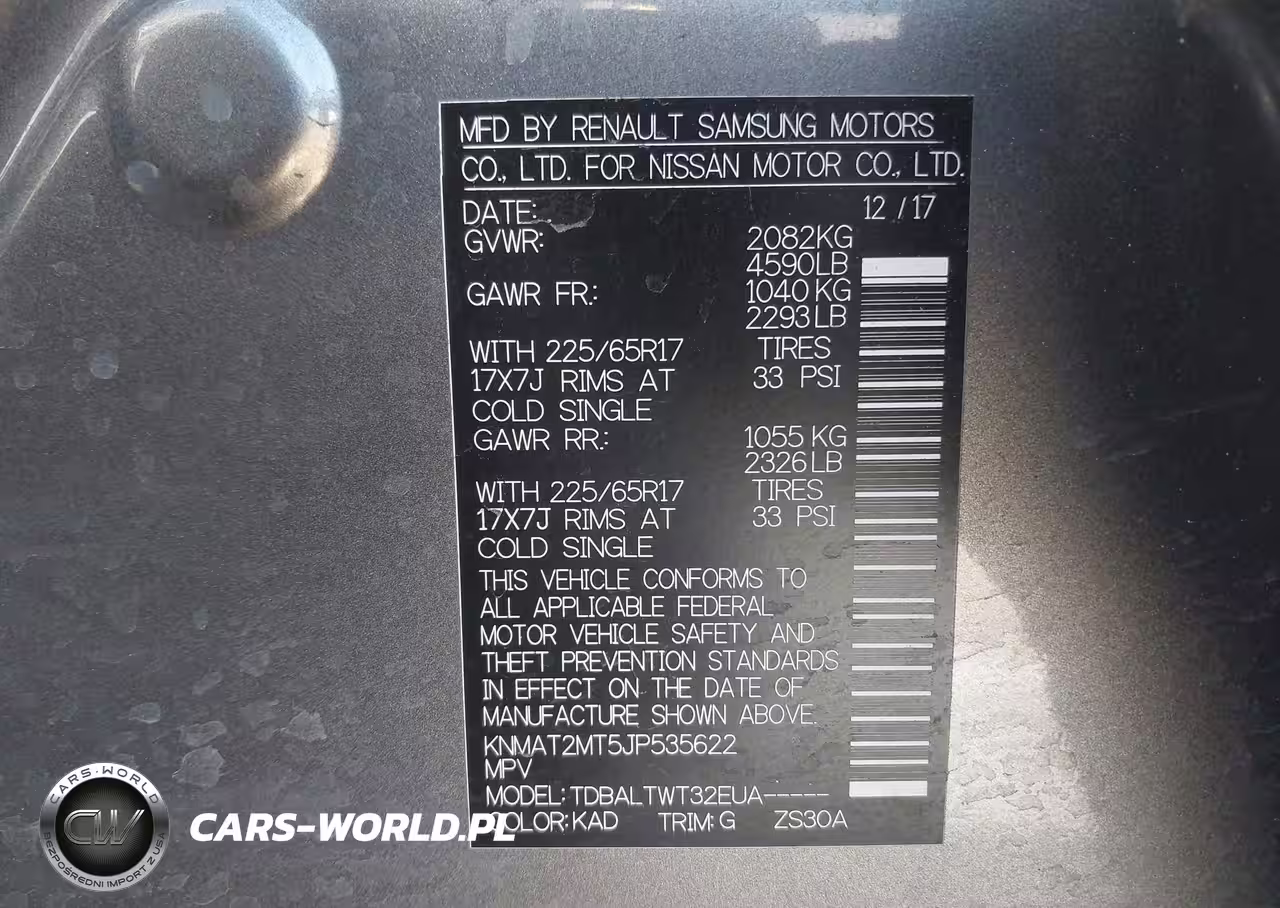 MFD BY RENAULT SAMSUNG MOTORS
CO., LTD. FOR NISSAN MOTOR CO., LTD.
DATE: 12 / 17
GVWR: 2082KG
4590LB
GAWR FR.: 1040 KG
2293 LB
WITH 225/65R17 TIRES
17X7J RIMS AT 33 PSI
COLD SINGLE
GAWR RR.: 1055 KG
2326 LB
WITH 225/65R17 TIRES
17X7J RIMS AT 33 PSI
COLD SINGLE
THIS VEHICLE CONFORMS TO
ALL APPLICABLE FEDERAL
MOTOR VEHICLE SAFETY AND
THEFT PREVENTION STANDARDS
IN EFFECT ON THE DATE OF
MANUFACTURE SHOWN ABOVE.
KNMAT2MT5JP535622
MPV
MODEL: TDBALTWT32EUA-----
COLOR: KAD TRIM: G ZS30A
CARS-WORLD
CW
BEZPOŚREDNI IMPORT Z USA
CARS-WORLD.PL